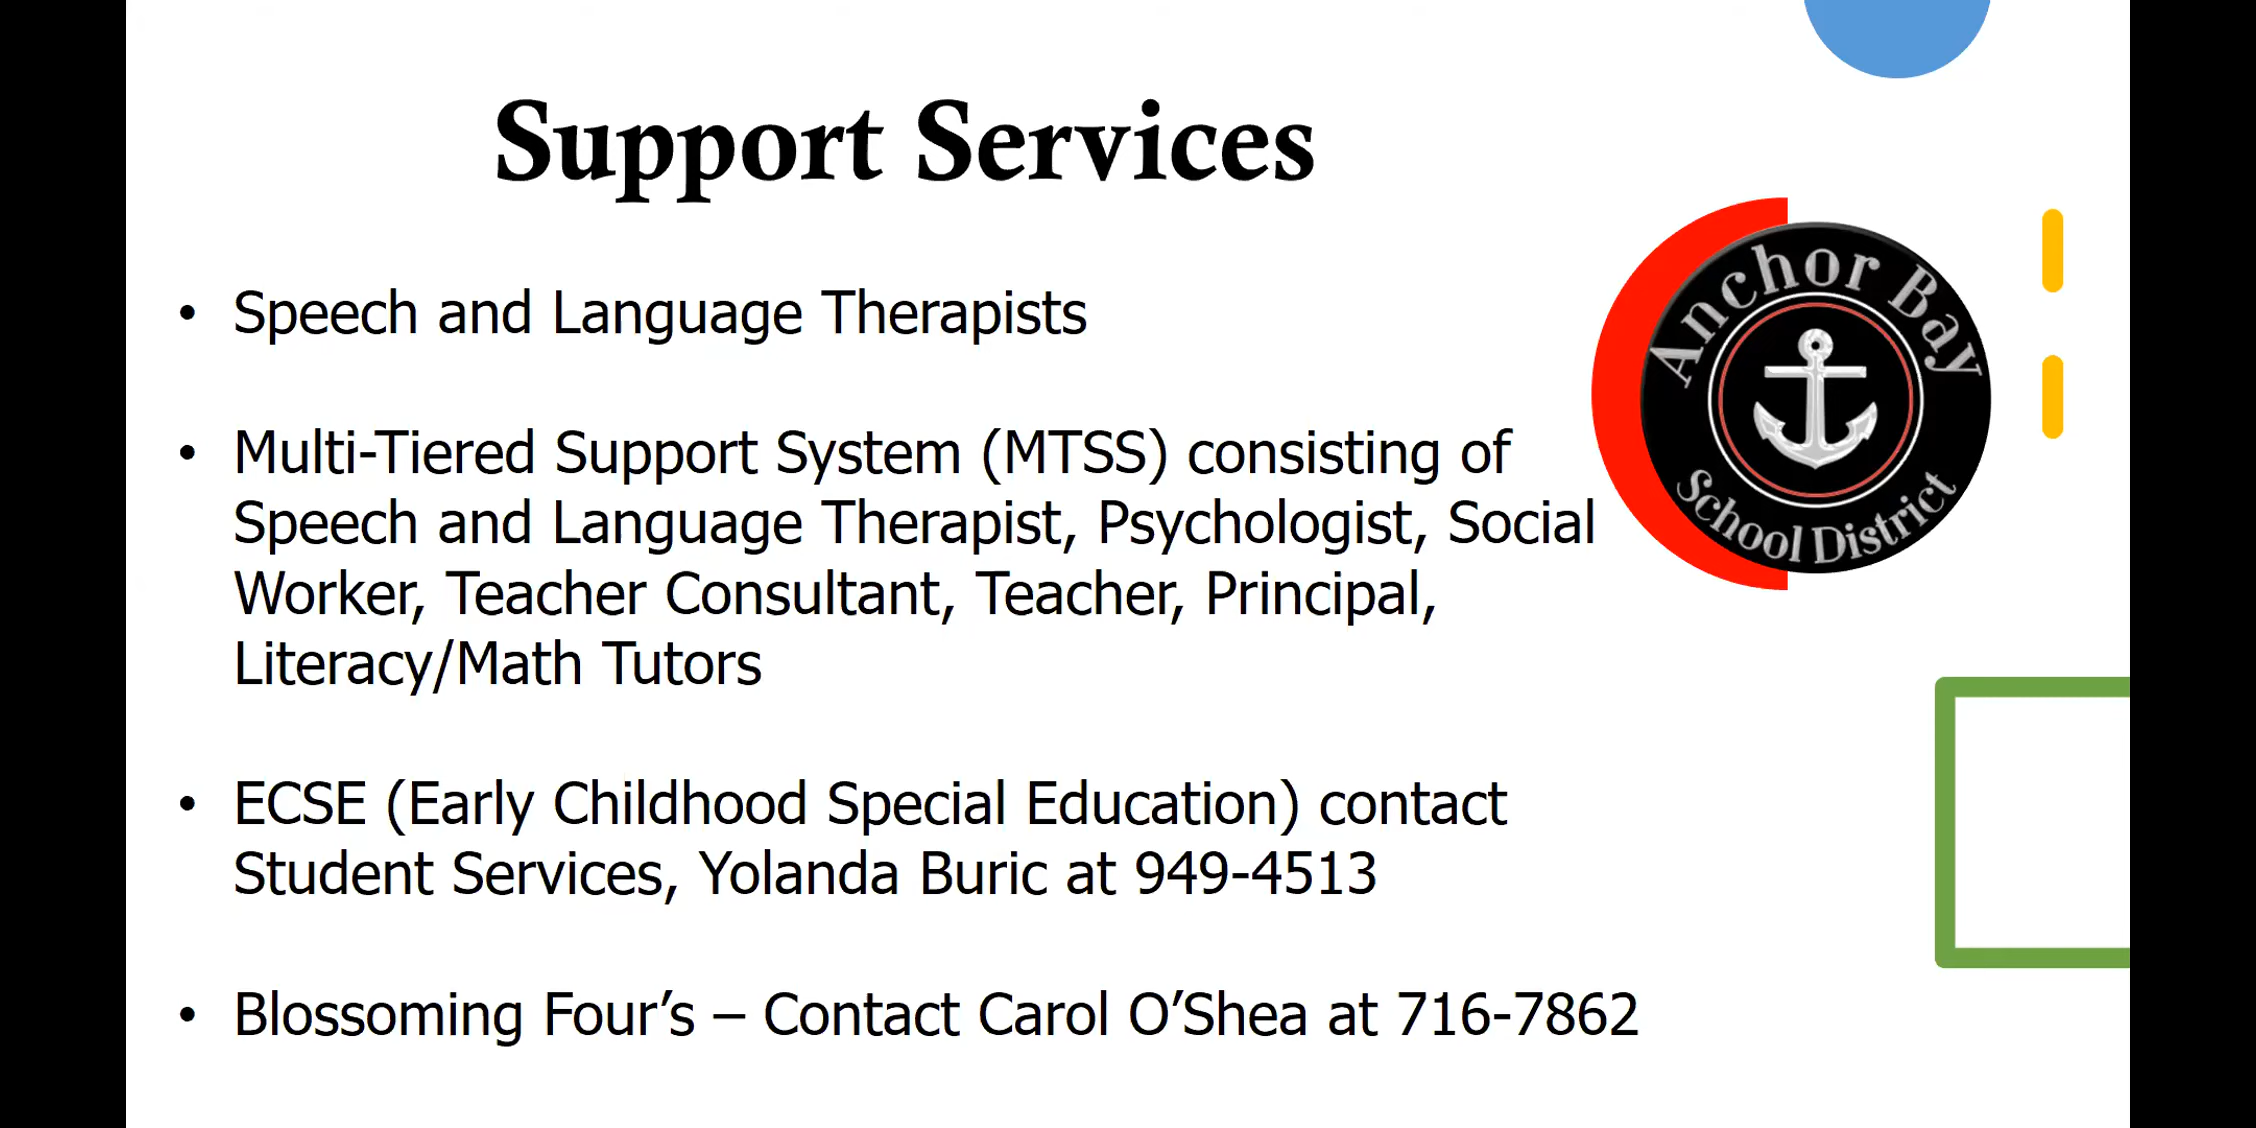 Support Services
• Speech and Language Therapists
• Multi-Tiered Support System (MTSS) consisting of
Speech and Language Therapist, Psychologist, Social
Worker, Teacher Consultant, Teacher, Principal,
Literacy/Math Tutors
• ECSE (Early Childhood Special Education) contact
Student Services, Yolanda Buric at 949-4513
• Blossoming Four’s – Contact Carol O’Shea at 716-7862
Anchor Bay
School District